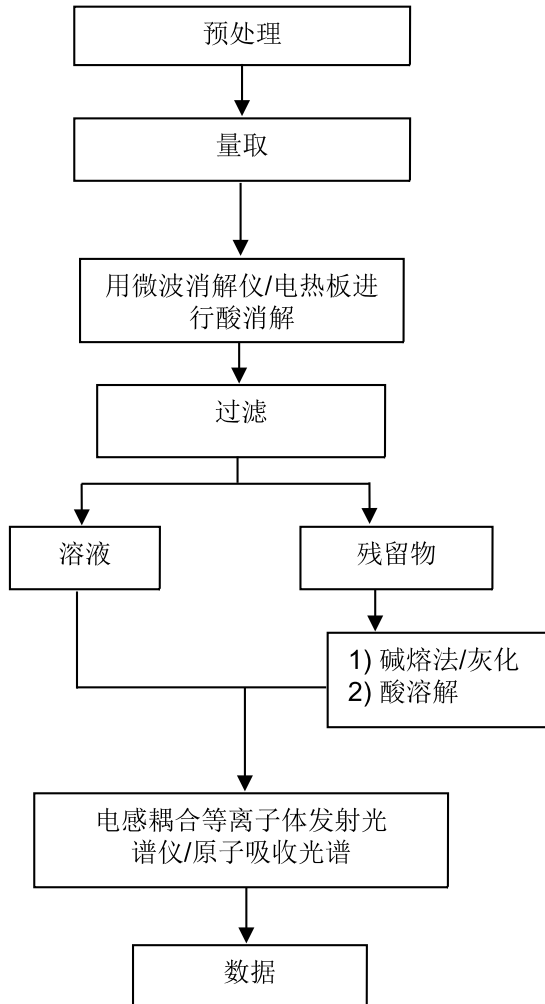 预处理
量取
用微波消解仪/电热板进
行酸消解
过滤
溶液
残留物
1) 碱熔法/灰化
2) 酸溶解
电感耦合等离子体发射光
谱仪/原子吸收光谱
数据